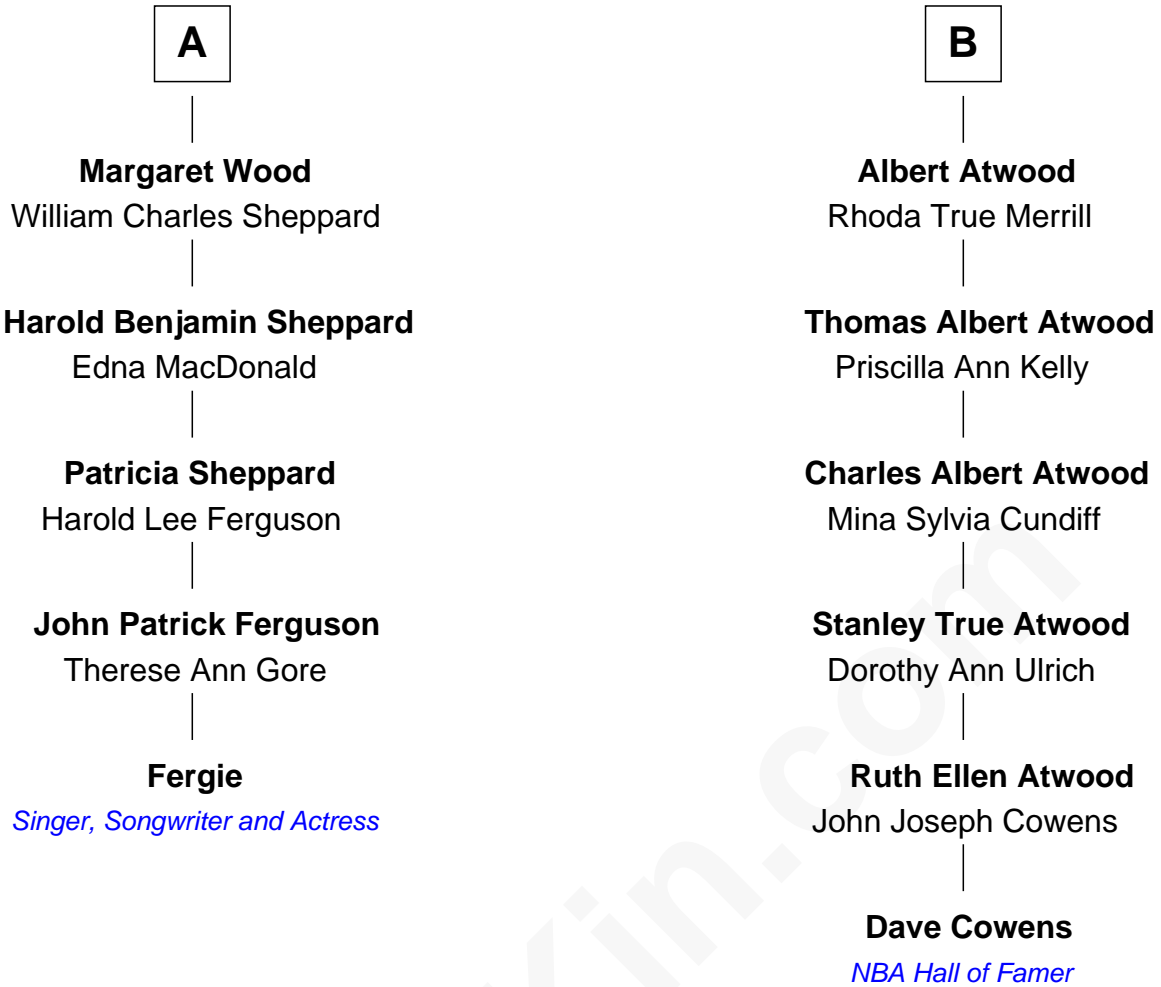 A
Margaret Wood
William Charles Sheppard
Harold Benjamin Sheppard
Edna MacDonald
Patricia Sheppard
Harold Lee Ferguson
John Patrick Ferguson
Therese Ann Gore
Fergie
Singer, Songwriter and Actress
B
Albert Atwood
Rhoda True Merrill
Thomas Albert Atwood
Priscilla Ann Kelly
Charles Albert Atwood
Mina Sylvia Cundiff
Stanley True Atwood
Dorothy Ann Ulrich
Ruth Ellen Atwood
John Joseph Cowens
Dave Cowens
NBA Hall of Famer
Kin.com